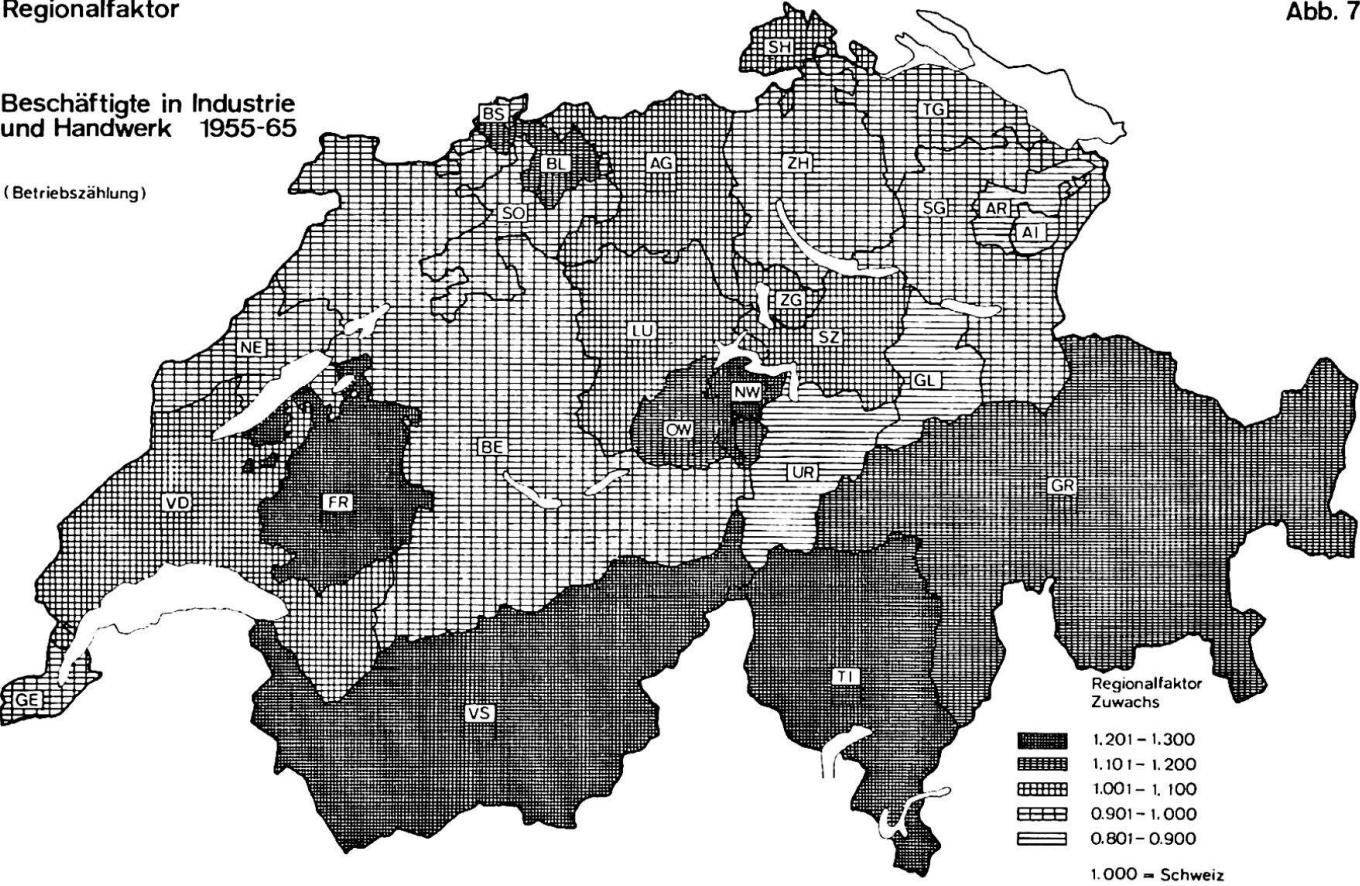 Regionalfaktor
Abb. 7
Beschäftigte in Industrie
und Handwerk 1955-65
(Betriebszählung)
SH
BS
TG
BL
AG
ZH
SO
SG
AR
AI
ZG
LU
SZ
NE
GL
NW
OW
BE
UR
GR
VD
FR
TI
GE
VS
Regionalfaktor
Zuwachs
1.201 – 1.300
1.101 – 1.200
1.001 – 1.100
0.901 – 1.000
0.801 – 0.900
1.000 = Schweiz